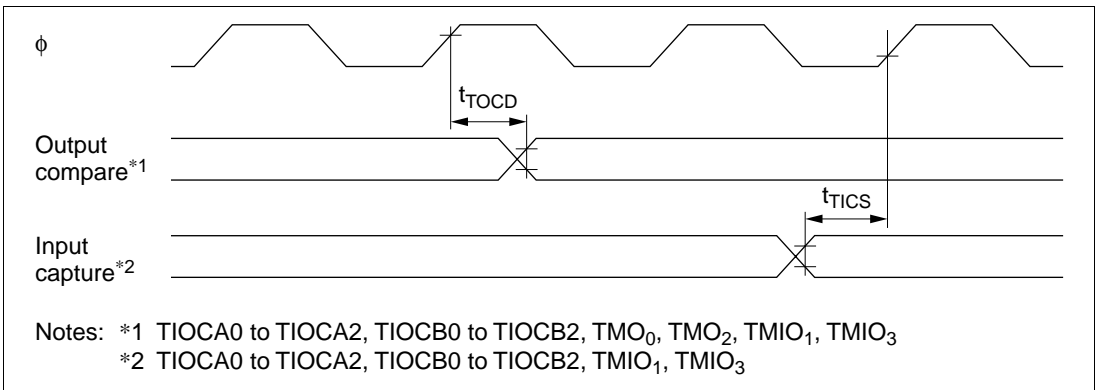 ϕ
tTOCD
Output
compare*1
tTICS
Input
capture*2
Notes: *1 TIOCA0 to TIOCA2, TIOCB0 to TIOCB2, TMO0, TMO2, TMIO1, TMIO3
*2 TIOCA0 to TIOCA2, TIOCB0 to TIOCB2, TMIO1, TMIO3